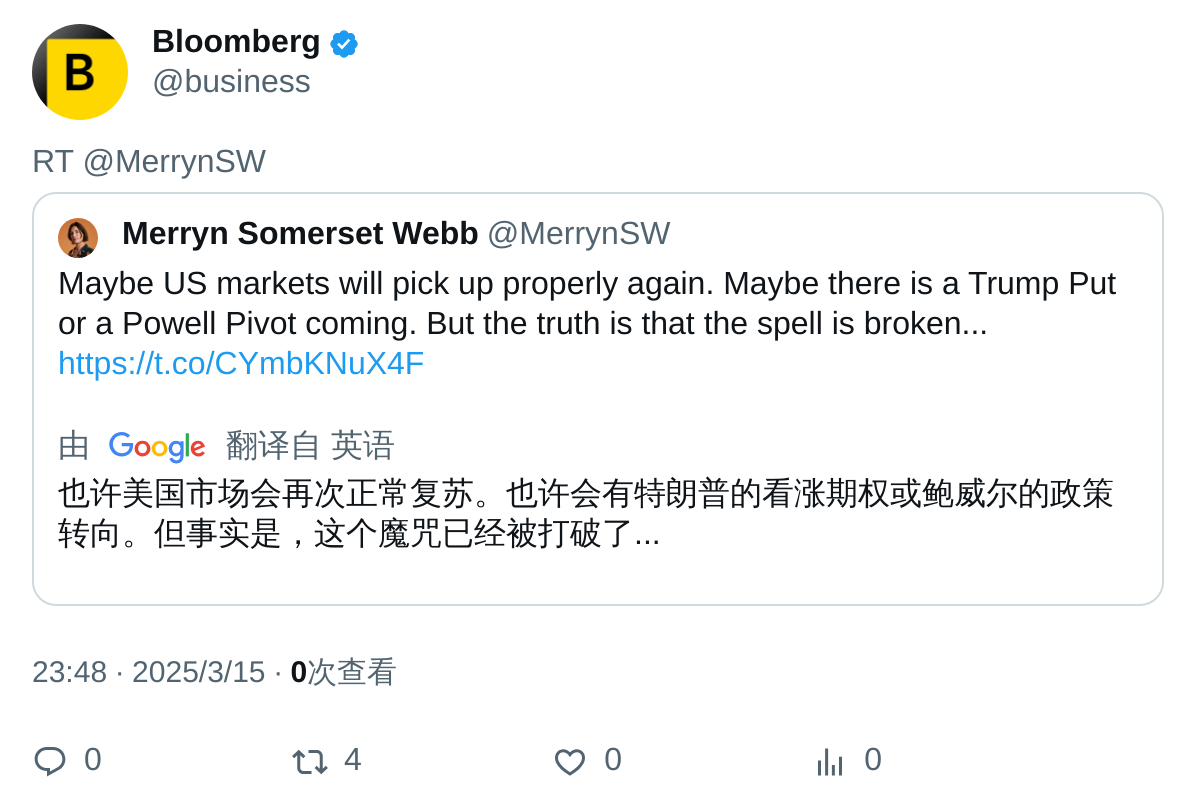 B
Bloomberg
@business
RT @MerrynSW
Merryn Somerset Webb @MerrynSW
Maybe US markets will pick up properly again. Maybe there is a Trump Put
or a Powell Pivot coming. But the truth is that the spell is broken...
https://t.co/CYmbKNuX4F
由 Google 翻译自 英语
也许美国市场会再次正常复苏。也许会有特朗普的看涨期权或鲍威尔的政策
转向。但事实是，这个魔咒已经被打破了...
23:48 · 2025/3/15 · 0次查看
0 4 0 0